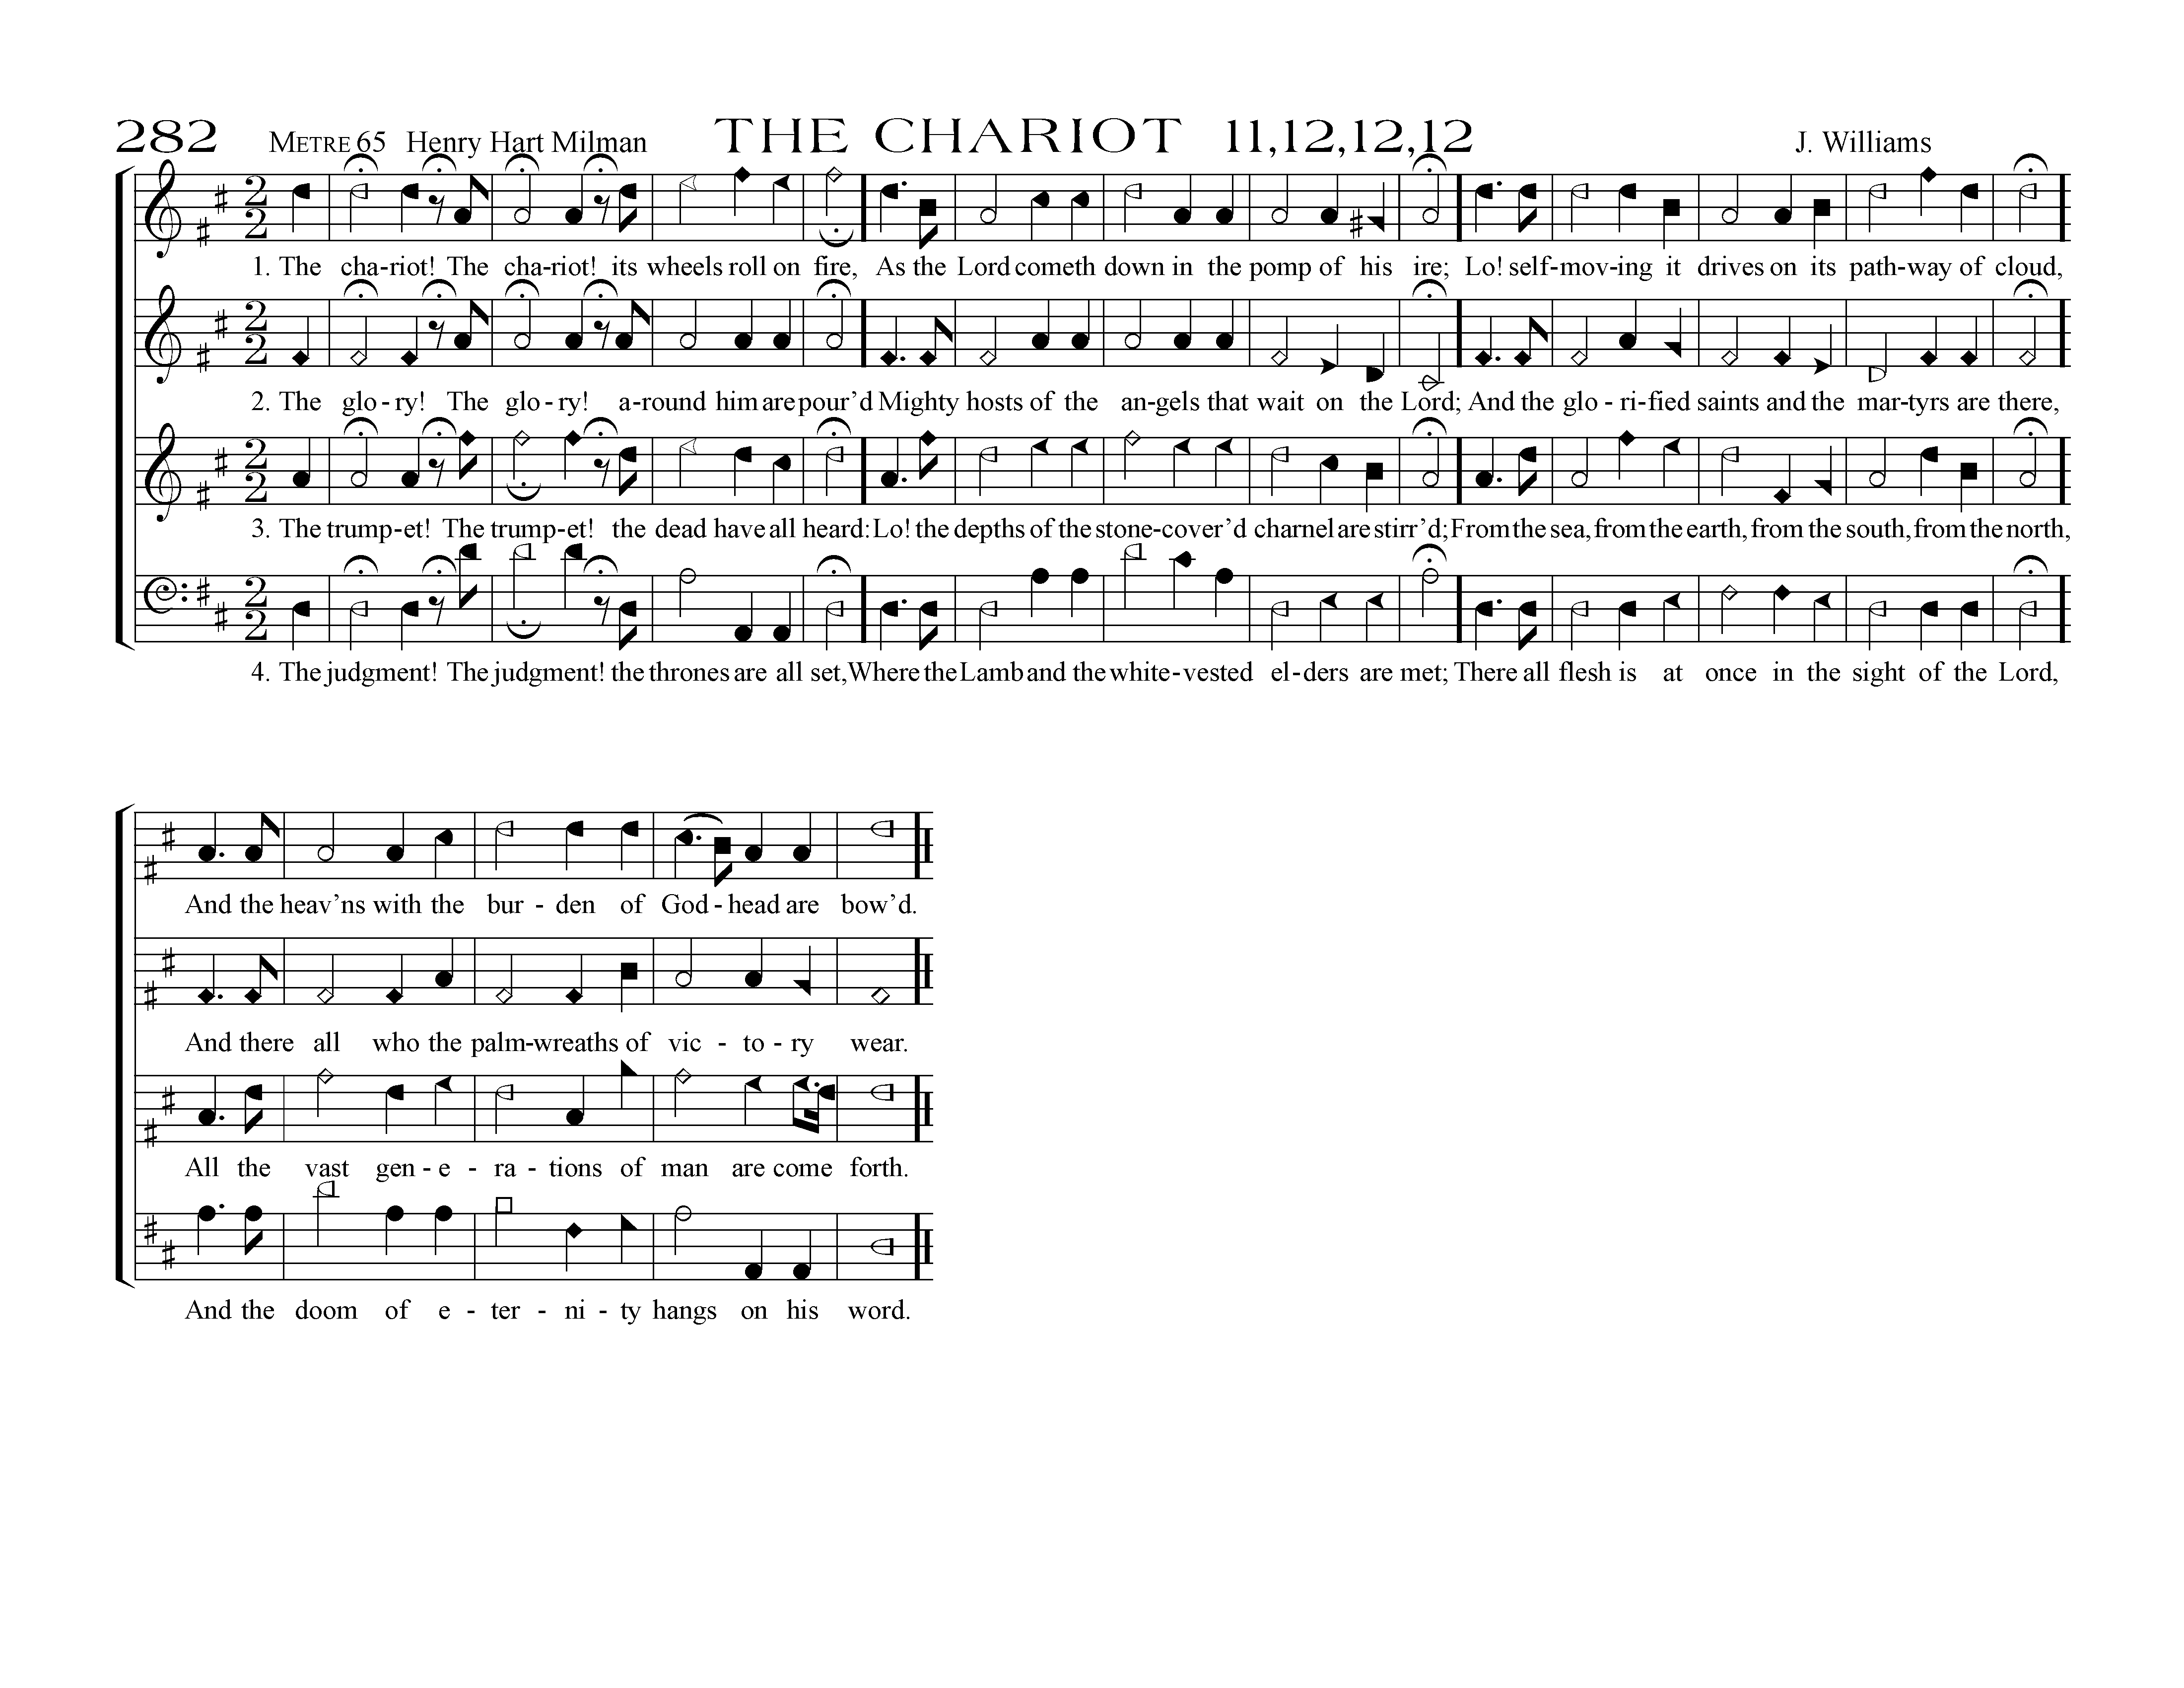 282 METRE 65 Henry Hart Milman THE CHARIOT 11,12,12,12 J. Williams
1. The cha-riot! The cha-riot! its wheels roll on fire, As the Lord cometh down in the pomp of his ire; Lo! self-mov-ing it drives on its path-way of cloud,
2. The glo-ry! The glo-ry! a-round him are pour’d Mighty hosts of the an-gels that wait on the Lord; And the glo-ri-fied saints and the mar-tyrs are there,
3. The trump-et! The trump-et! the dead have all heard: Lo! the depths of the stone-cover’d charnel are stirr’d; From the sea, from the earth, from the south, from the north,
4. The judgment! The judgment! the thrones are all set, Where the Lamb and the white-vested el-ders are met; There all flesh is at once in the sight of the Lord,
And the heav’ns with the bur-den of God-head are bow’d.
And there all who the palm-wreaths of vic-to-ry wear.
All the vast gen-e-ra-tions of man are come forth.
And the doom of e-ter-ni-ty hangs on his word.